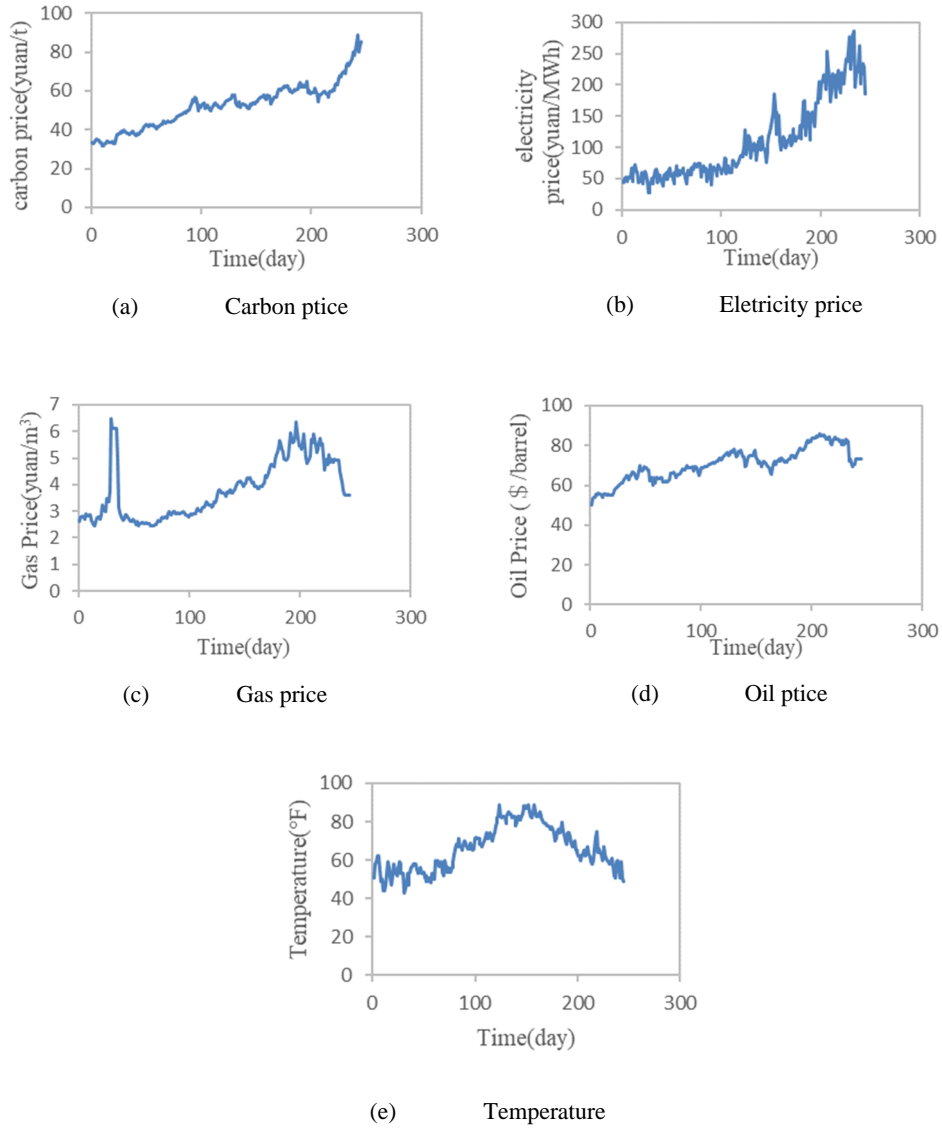 100
80
60
40
20
0
carbon price(yuan/t)
0 100 200 300
Time(day)
(a) Carbon ptice
300
250
200
150
100
50
0
electricity
price(yuan/MWh)
0 100 200 300
Time(day)
(b) Eletricity price
7
6
5
4
3
2
1
0
Gas Price(yuan/m³)
0 100 200 300
Time(day)
(c) Gas price
100
80
60
40
20
0
Oil Price ( $ /barrel)
0 100 200 300
Time(day)
(d) Oil ptice
100
80
60
40
20
0
Temperature(°F)
0 100 200 300
Time(day)
(e) Temperature